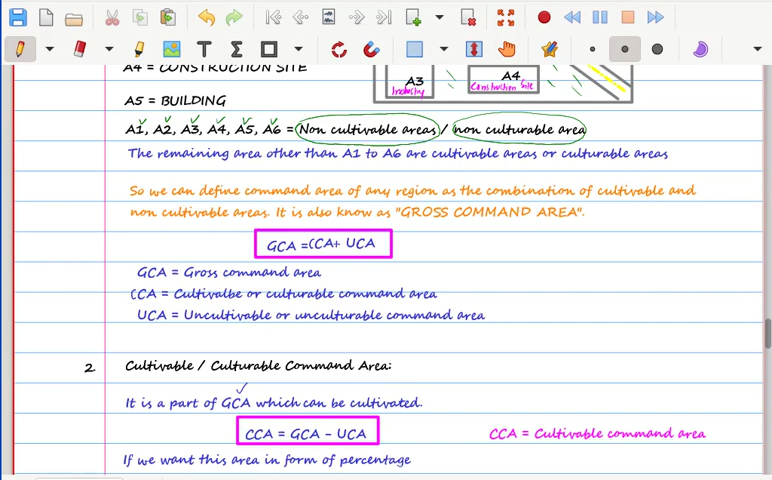 A4 = CONSTRUCTION SITE
A3
Industry
A4
Construction Site
A5 = BUILDING
A1, A2, A3, A4, A5, A6 = Non cultivable areas / non culturable area
The remaining area other than A1 to A6 are cultivable areas or culturable areas
So we can define command area of any region as the combination of cultivable and
non cultivable areas. It is also know as "GROSS COMMAND AREA".
GCA = CCA + UCA
GCA = Gross command area
CCA = Cultivalbe or culturable command area
UCA = Uncultivable or unculturable command area
2. Cultivable / Culturable Command Area:
It is a part of GCA which can be cultivated.
CCA = GCA - UCA
CCA = Cultivable command area
If we want this area in form of percentage